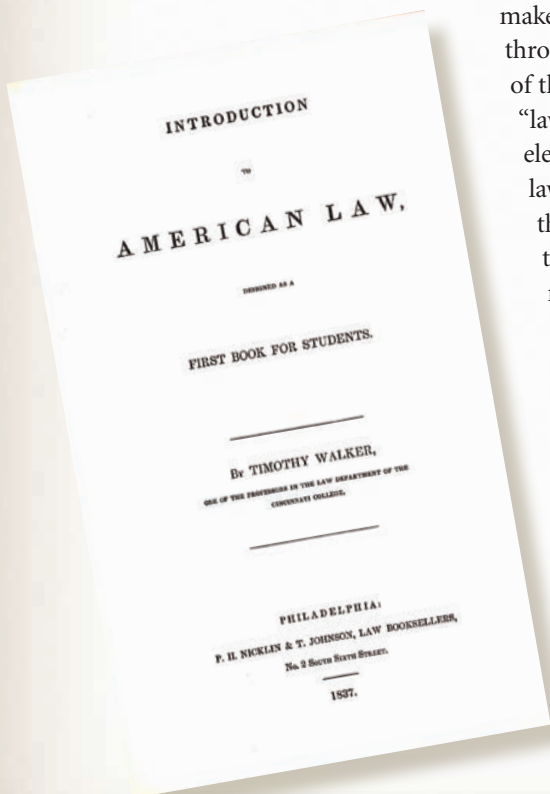 INTRODUCTION
TO
AMERICAN LAW,
DESIGNED AS A
FIRST BOOK FOR STUDENTS.
By TIMOTHY WALKER,
ONE OF THE PROFESSORS IN THE LAW DEPARTMENT OF THE
CINCINNATI COLLEGE.
PHILADELPHIA:
P. H. NICKLIN & T. JOHNSON, LAW BOOKSELLERS,
No. 2 South Sixth Street.
1837.
make
thro
of th
“lav
ele
lav
th
t